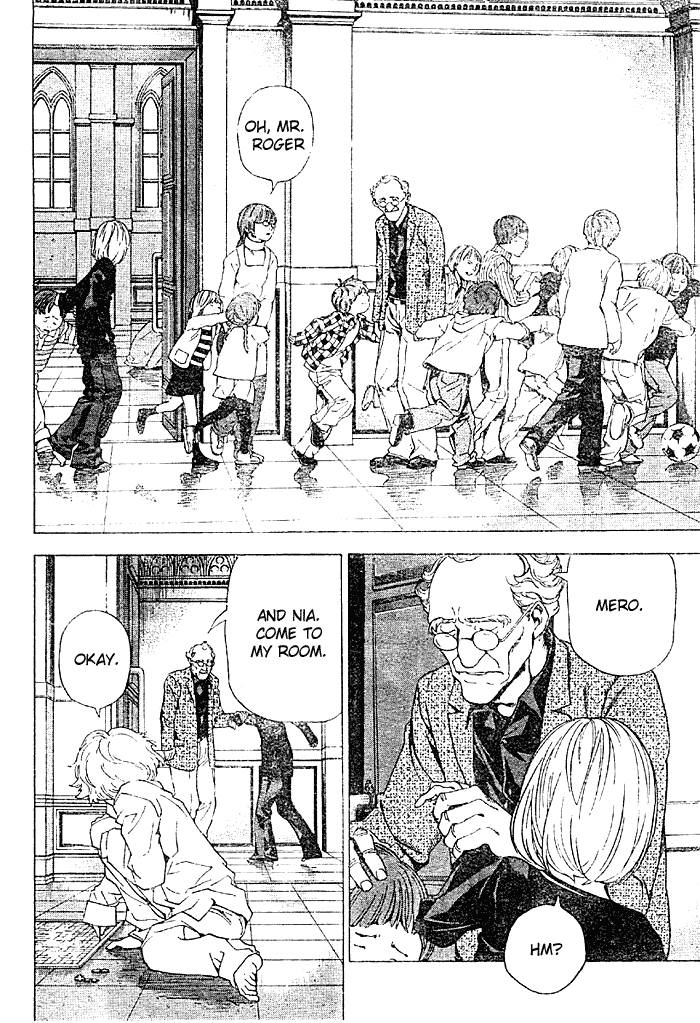 OH, MR.
ROGER
MERO.
HM?
AND NIA.
COME TO
MY ROOM.
OKAY.